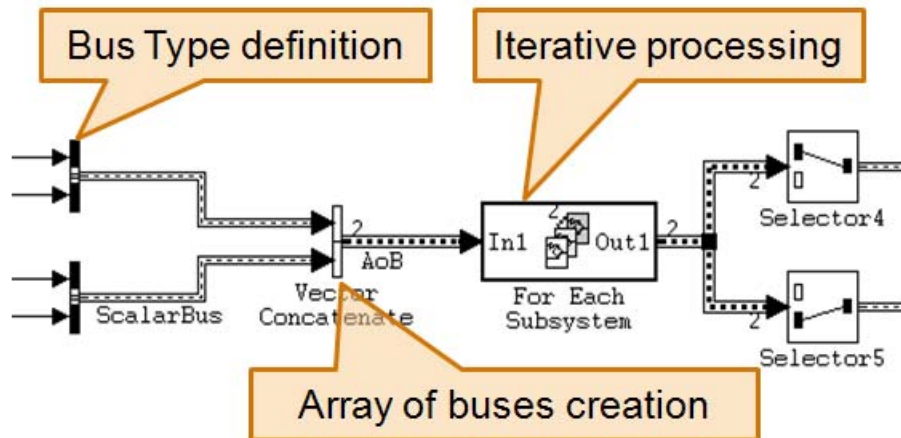 Bus Type definition
Iterative processing
2
Selector4
2
AoB
In1
2
Out1
2
ScalarBus
Vector
Concatenate
For Each
Subsystem
2
Selector5
Array of buses creation